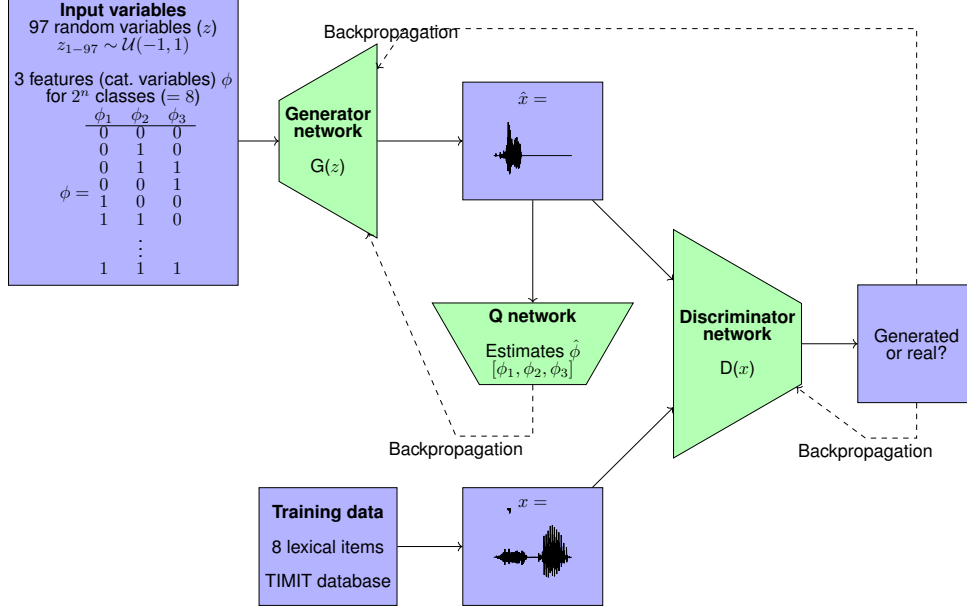 Input variables
97 random variables (z)
z₁₋₉₇ ∼ 𝒰(−1, 1)
3 features (cat. variables) ϕ
for 2ⁿ classes (= 8)
ϕ₁ ϕ₂ ϕ₃
0 0 0
0 1 0
0 1 1
ϕ = 0 0 1
1 0 0
1 1 0
⋮
1 1 1
Backpropagation
Generator
network
G(z)
x̂ =
Q network
Estimates ϕ̂
[ϕ₁, ϕ₂, ϕ₃]
Backpropagation
Discriminator
network
D(x)
Generated
or real?
Backpropagation
Training data
8 lexical items
TIMIT database
x =